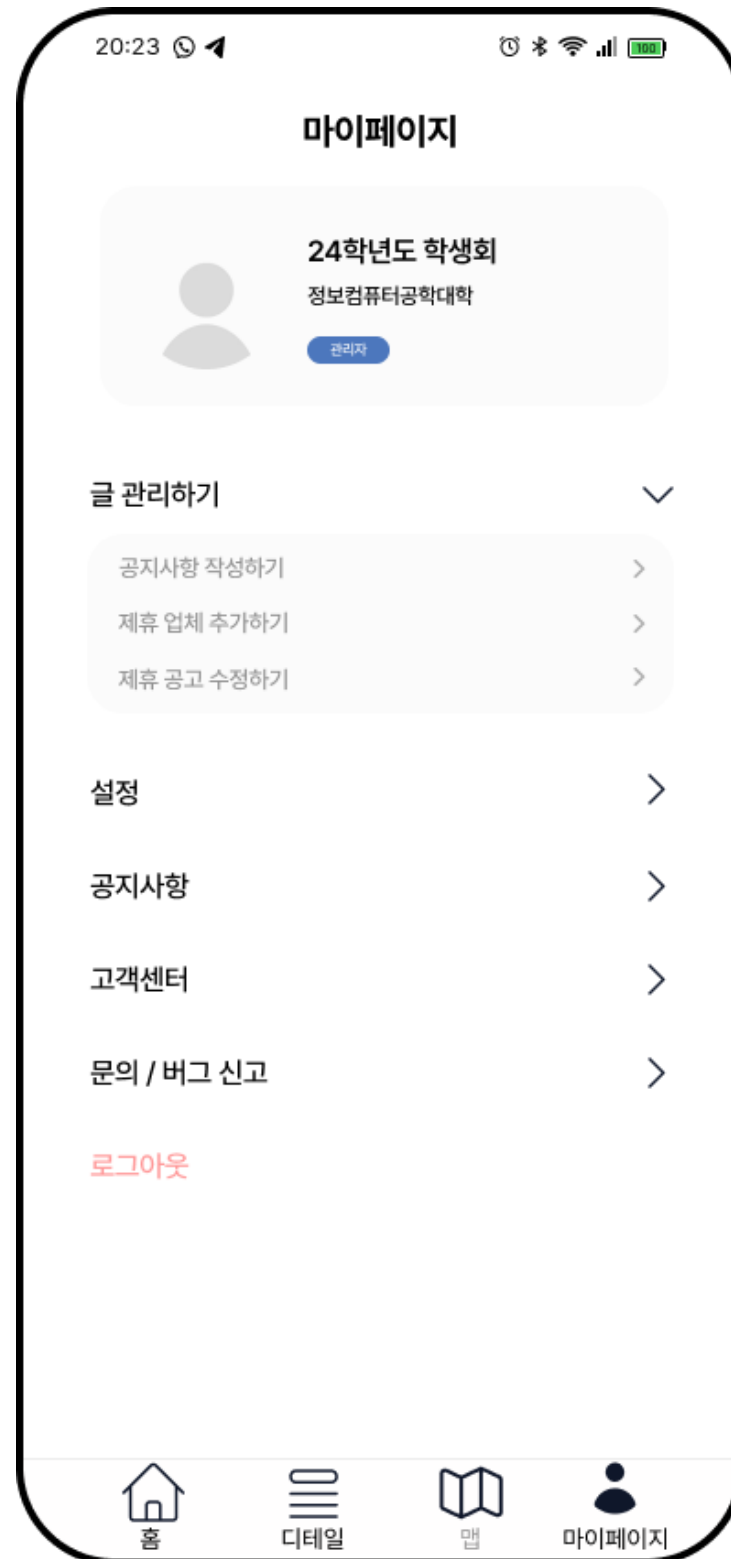 20:23
100
마이페이지
24학년도 학생회
정보컴퓨터공학대학
관리자
글 관리하기
공지사항 작성하기
제휴 업체 추가하기
제휴 공고 수정하기
설정
공지사항
고객센터
문의 / 버그 신고
로그아웃
홈
디테일
맵
마이페이지